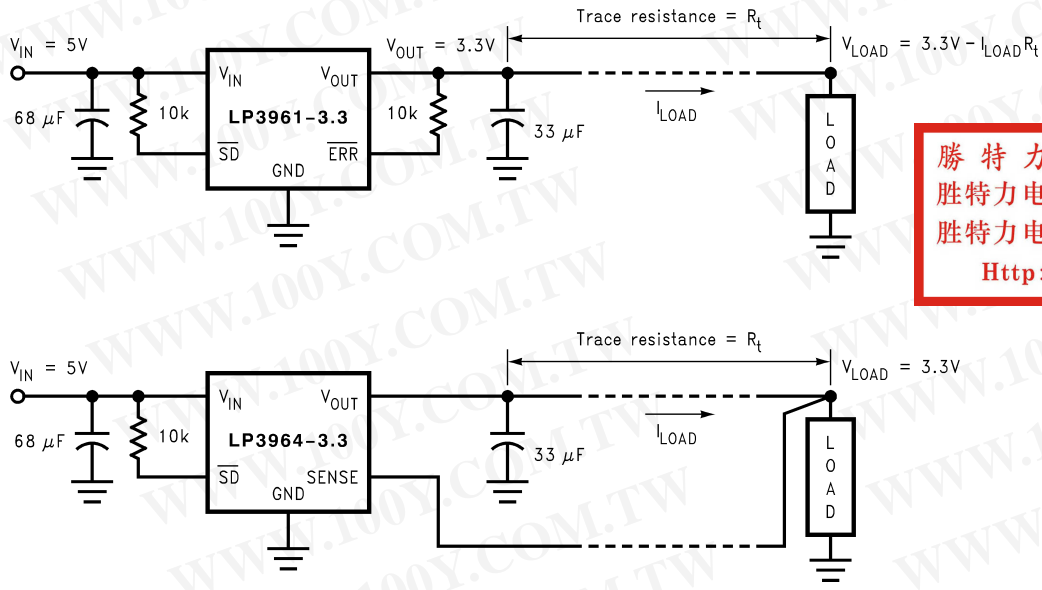 Trace resistance = Rt
VIN = 5V
VOUT = 3.3V
VLOAD = 3.3V - ILOAD Rt
VIN
VOUT
68 μF
10k
LP3961-3.3
10k
33 μF
ILOAD
LOAD
SD
ERR
GND
勝 特 力
胜特力电
胜特力电
Http:
Trace resistance = Rt
VIN = 5V
VLOAD = 3.3V
VIN
VOUT
68 μF
10k
LP3964-3.3
33 μF
ILOAD
LOAD
SD
SENSE
GND
WWW.100Y.COM.TW